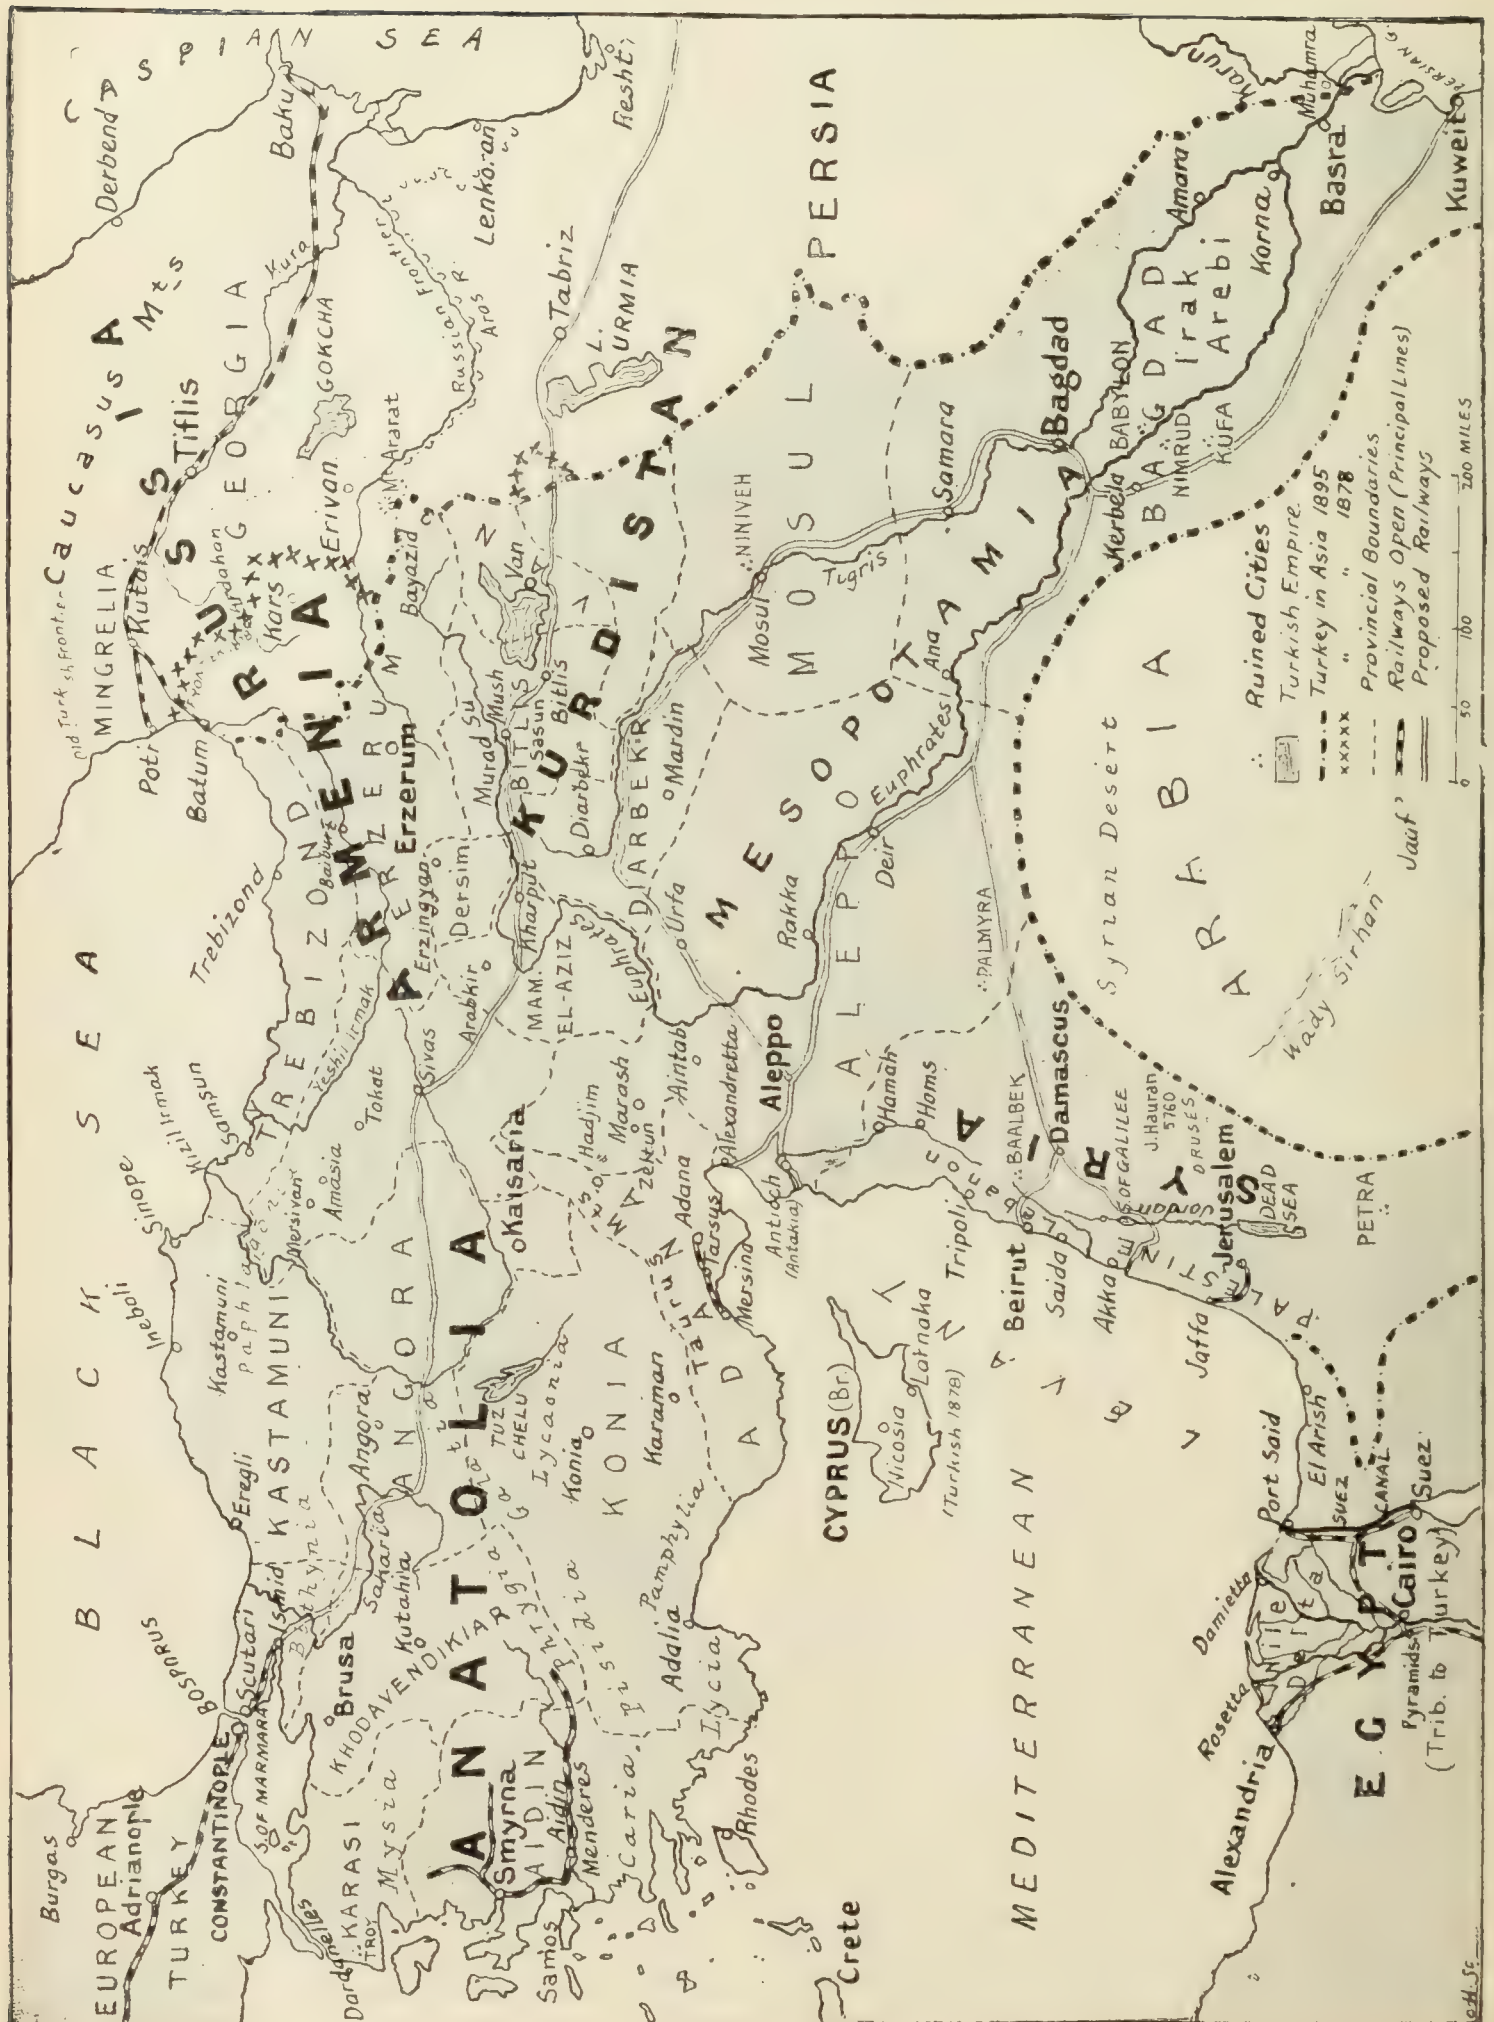 BLACK SEA
CASPIAN SEA
Burgas
EUROPEAN
TURKEY
Adrianople
CONSTANTINOPLE
BOSPORUS
Scutari
S. OF MARMARA
Ismid
Eregli
Ineboli
Sinope
Kizil Irmak
Samsun
Trebizond
Batum
Poti
Old Turkish Frontier
MINGRELIA
Kutais
Caucasus Mts
Derbend
Baku
RUSSIA
Tiflis
GEORGIA
Kura
GOKCHA
Erivan
Kars
Ardahan
Mt. Ararat
Russian Frontier
Aros R.
Lenkoran
Resht
Dardanelles
KARASI
TROY
Mysia
Brusa
KHODAVENDIKIAR
Bithynia
KASTAMUNI
Kastamuni
Paphlagonia
Sakaria
Kutahia
Angora
ANGORA
Mersivan
Amasia
Tokat
Yeshil Irmak
TREBIZOND
Baiburt
ARMENIA
ERZERUM
Erzerum
Erzingyan
Bayazid
Sivas
ANATOLIA
Smyrna
AIDIN
Aidin
Menderes
Samos
Caria
Phrygia
Pisidia
TUZ CHELU
Lycaonia
Konia
KONIA
Karaman
Kaisaria
Arabkir
Dersim
Murad Su
Mush
BITLIS
Sasun
Bitlis
Van
VAN
Tabriz
L. URMIA
Kharput
MAM. EL-AZIZ
Euphrates
Diarbekr
DIARBEKR
Mardin
KURDISTAN
Hadjim
Marash
Zeitun
Aintab
Urfa
Adalia
Pamphylia
Lycia
Rhodes
Taurus Mts
ADANA
Adana
Tarsus
Mersina
Alexandretta
Antioch
(Antakia)
Aleppo
ALEPPO
Rakka
Deir
Euphrates
Ana
MESOPOTAMIA
Mosul
NINIVEH
MOSUL
Tigris
Samara
PERSIA
Crete
CYPRUS (Br.)
Nicosia
Larnaka
(Turkish 1878)
Tripoli
Hamah
Homs
BAALBEK
PALMYRA
Beirut
Damascus
SYRIA
Saida
Akka
S. OF GALILEE
J. Hauran
5760
DRUSES
Jordan
Jaffa
Jerusalem
DEAD SEA
PALESTINE
PETRA
Syrian Desert
ARABIA
Wady Sirhan
Jauf
Bagdad
BABYLON
Kerbela
BAGDAD
NIMRUD
KUFA
Irak
Arebi
Amara
Korna
Karun
Muhamra
Basra
Kuweit
PERSIAN G.
MEDITERRANEAN
LEVANT
Alexandria
Rosetta
Damietta
Nile Delta
Port Said
El Arish
SUEZ CANAL
Suez
Cairo
Pyramids
EGYPT
(Trib. to Turkey)
Ruined Cities
Turkish Empire
Turkey in Asia 1895
" " 1878
Provincial Boundaries
Railways Open (Principal Lines)
Proposed Railways
0 50 100 200 MILES